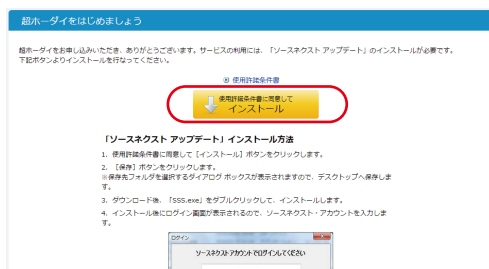 超ホーダイをはじめましょう
超ホーダイをお申し込みいただき、ありがとうございます。サービスの利用には、「ソースネクスト アップデート」のインストールが必要です。
下記ボタンよりインストールを行なってください。
使用許諾条件書
使用許諾条件書に同意して
インストール
「ソースネクスト アップデート」インストール方法
1. 使用許諾条件書に同意して［インストール］ボタンをクリックします。
2. ［保存］ボタンをクリックします。
※保存先フォルダを選択するダイアログ ボックスが表示されますので、デスクトップへ保存しま
す。
3. ダウンロード後、「SSS.exe」をダブルクリックして、インストールします。
4. インストール後にログイン画面が表示されるので、ソースネクスト・アカウントを入力しま
す。
ログイン
ソースネクストアカウントでログインしてください